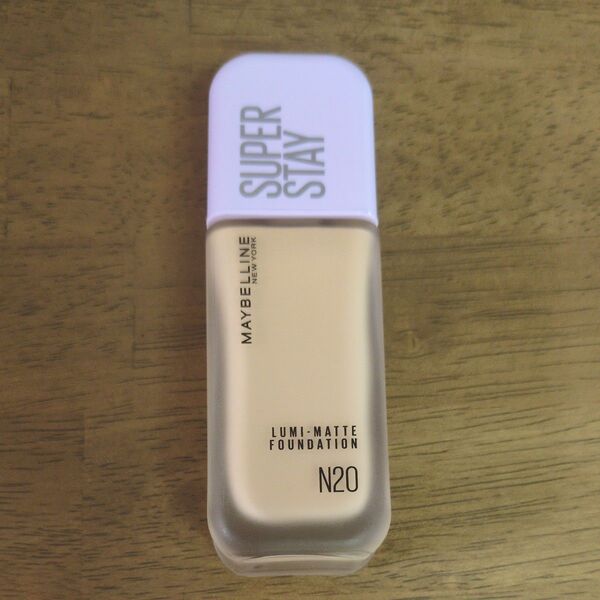 SUPER
STAY
MAYBELLINE
NEW YORK
LUMI-MATTE
FOUNDATION
N20